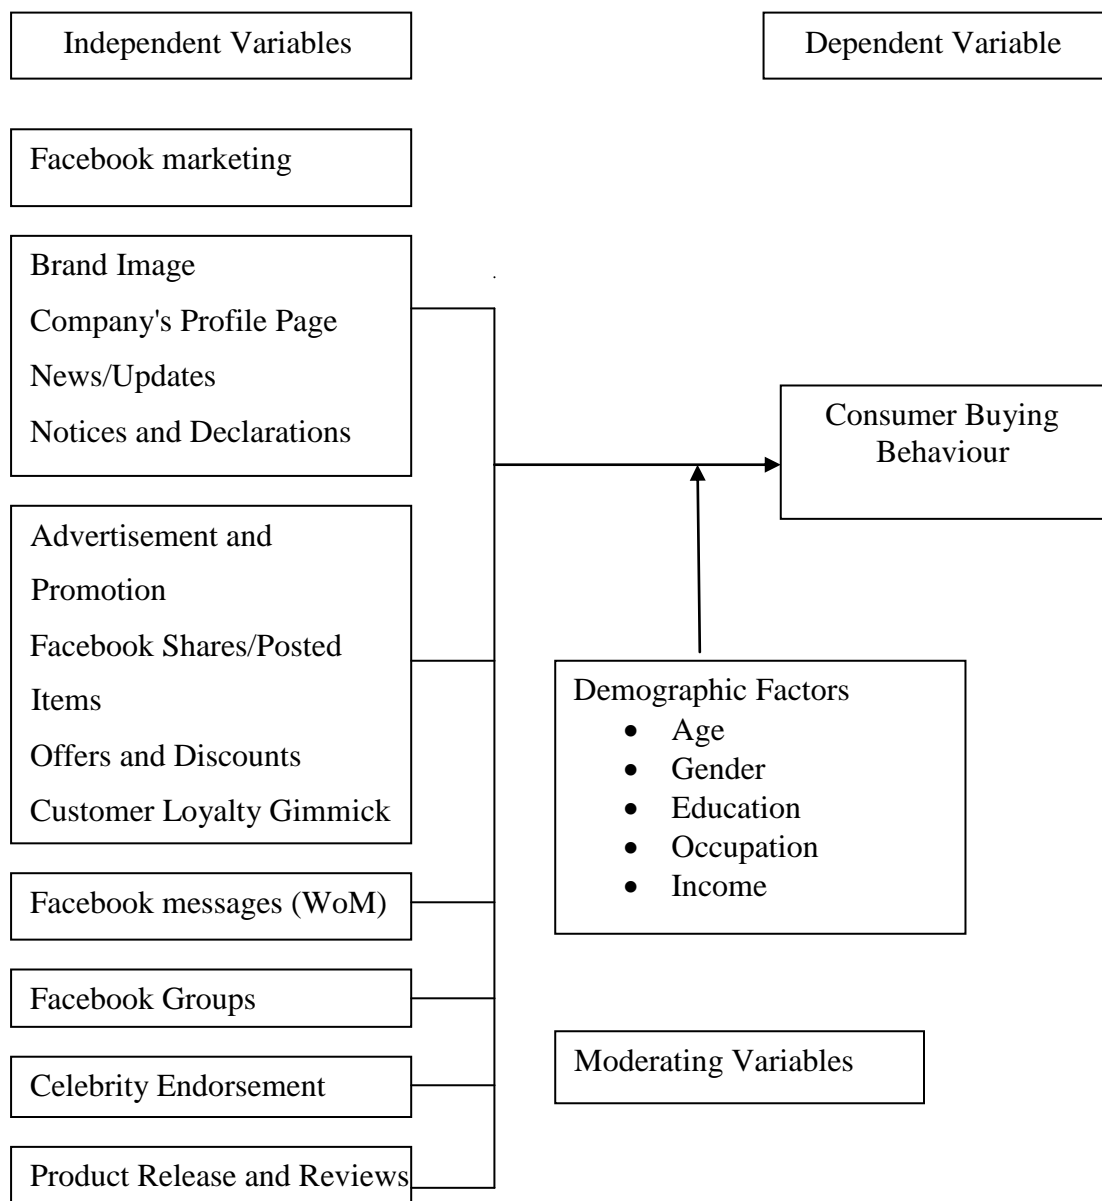 Independent Variables
Dependent Variable
Facebook marketing
Brand Image
Company's Profile Page
News/Updates
Notices and Declarations
Consumer Buying
Behaviour
Advertisement and
Promotion
Facebook Shares/Posted
Items
Offers and Discounts
Customer Loyalty Gimmick
Demographic Factors
• Age
• Gender
• Education
• Occupation
• Income
Facebook messages (WoM)
Facebook Groups
Moderating Variables
Celebrity Endorsement
Product Release and Reviews